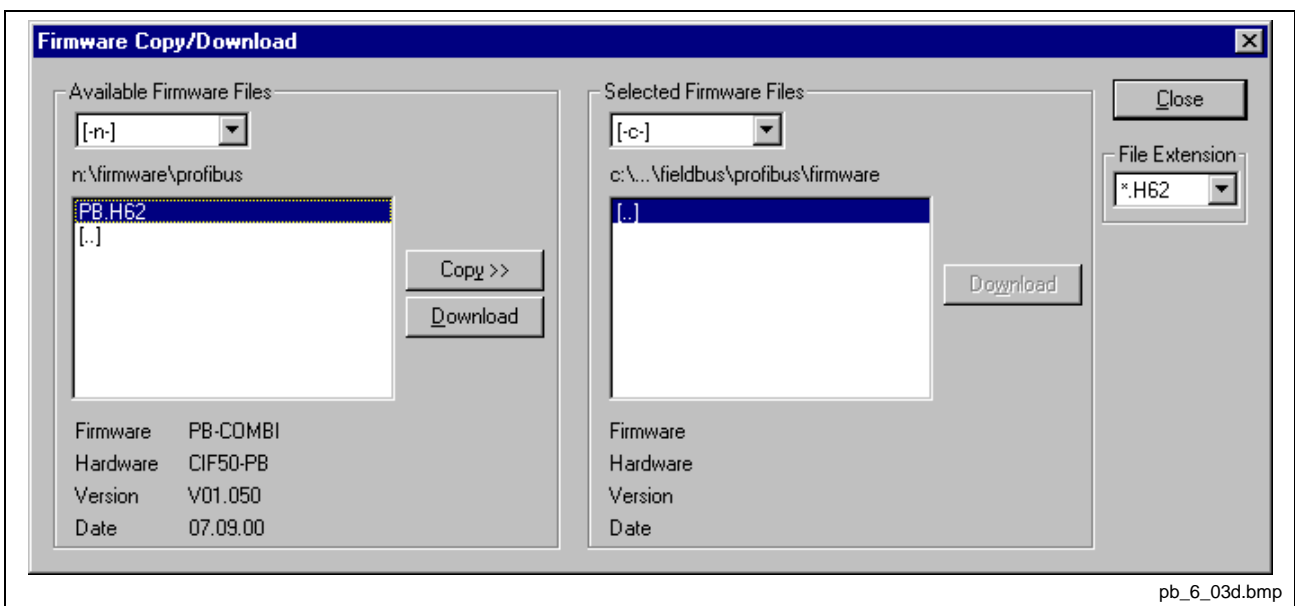 Firmware Copy/Download
Available Firmware Files
[-n-]
n:\firmware\profibus
PB.H62
[..]
Copy >>
Download
Firmware PB-COMBI
Hardware CIF50-PB
Version V01.050
Date 07.09.00
Selected Firmware Files
[-c-]
c:\...\fieldbus\profibus\firmware
[..]
Download
Firmware
Hardware
Version
Date
Close
File Extension
*.H62
pb_6_03d.bmp